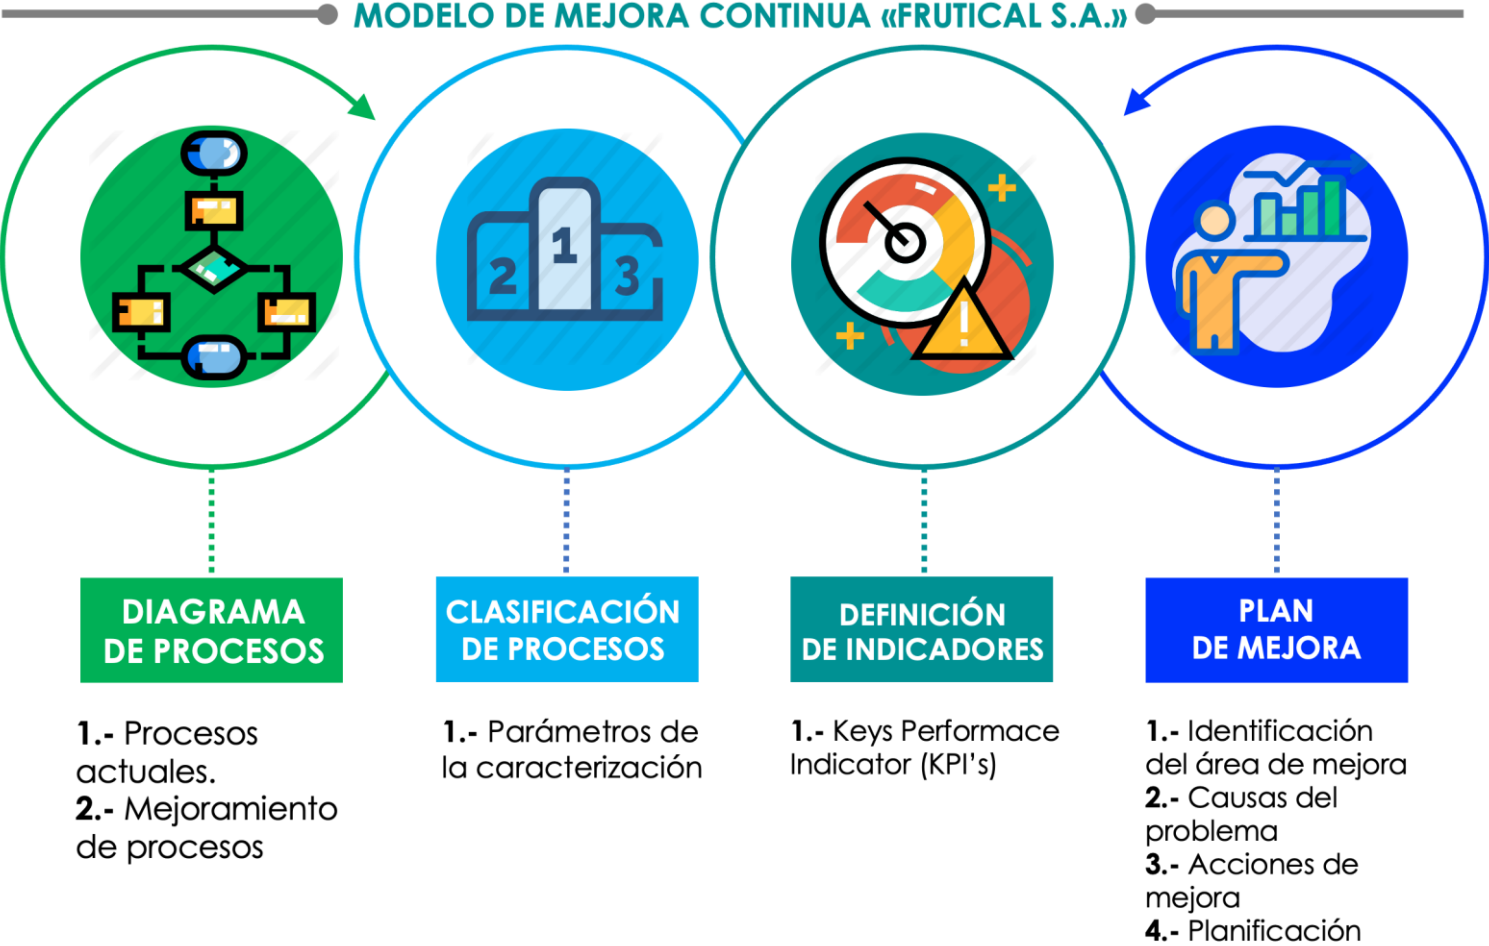 MODELO DE MEJORA CONTINUA «FRUTICAL S.A.»
2
1
3
DIAGRAMA
DE PROCESOS
1.- Procesos
actuales.
2.- Mejoramiento
de procesos
CLASIFICACIÓN
DE PROCESOS
1.- Parámetros de
la caracterización
DEFINICIÓN
DE INDICADORES
1.- Keys Performace
Indicator (KPI's)
PLAN
DE MEJORA
1.- Identificación
del área de mejora
2.- Causas del
problema
3.- Acciones de
mejora
4.- Planificación